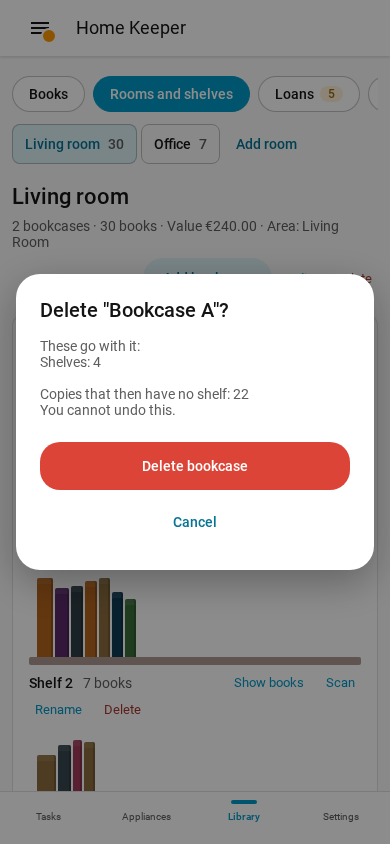 Home Keeper
Books
Rooms and shelves
Loans 5
Living room 30
Office 7
Add room
Living room
2 bookcases · 30 books · Value €240.00 · Area: Living
Room
Delete "Bookcase A"?
These go with it:
Shelves: 4
Copies that then have no shelf: 22
You cannot undo this.
Delete bookcase
Cancel
Shelf 2 7 books
Show books
Scan
Rename
Delete
Tasks
Appliances
Library
Settings